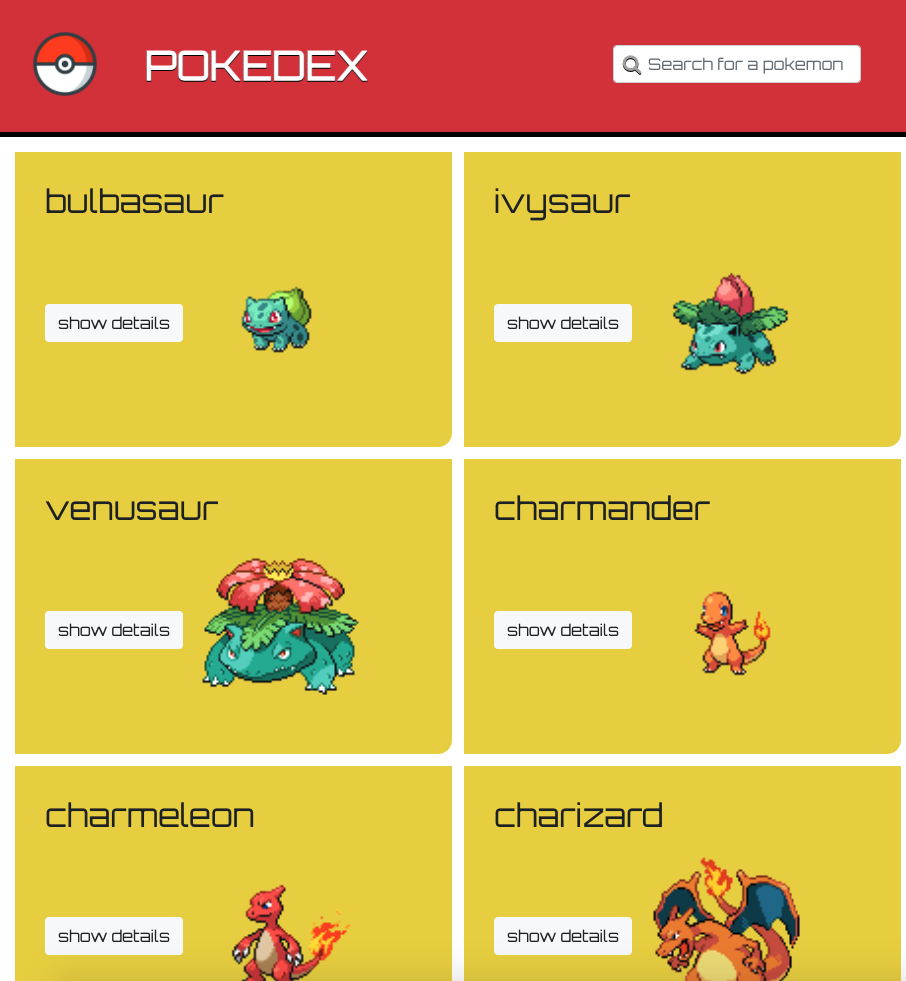 POKEDEX
Search for a pokemon
bulbasaur
ivysaur
show details
show details
venusaur
charmander
show details
show details
charmeleon
charizard
show details
show details